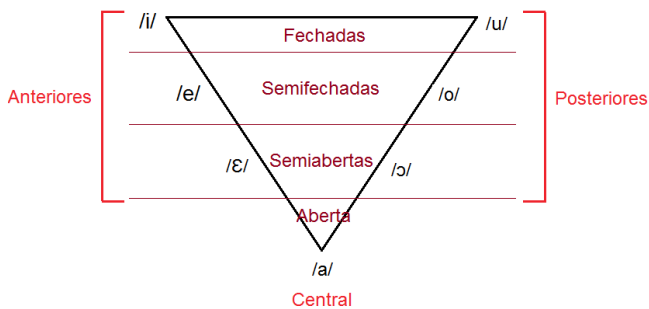 /i/ Fechadas /u/
/e/ Semifechadas /o/
Anteriores Posteriores
/Ɛ/ Semiabertas /ɔ/
Aberta
/a/
Central